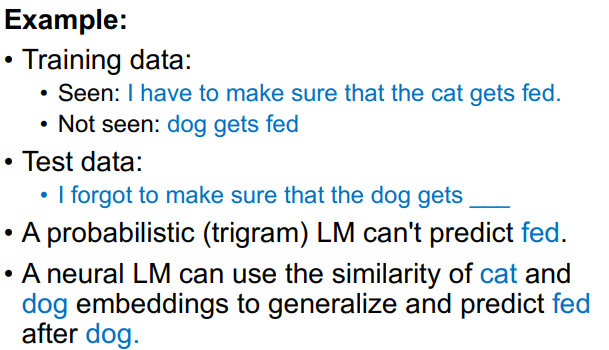 Example:
• Training data:
• Seen: I have to make sure that the cat gets fed.
• Not seen: dog gets fed
• Test data:
• I forgot to make sure that the dog gets ___
• A probabilistic (trigram) LM can't predict fed.
• A neural LM can use the similarity of cat and
dog embeddings to generalize and predict fed
after dog.